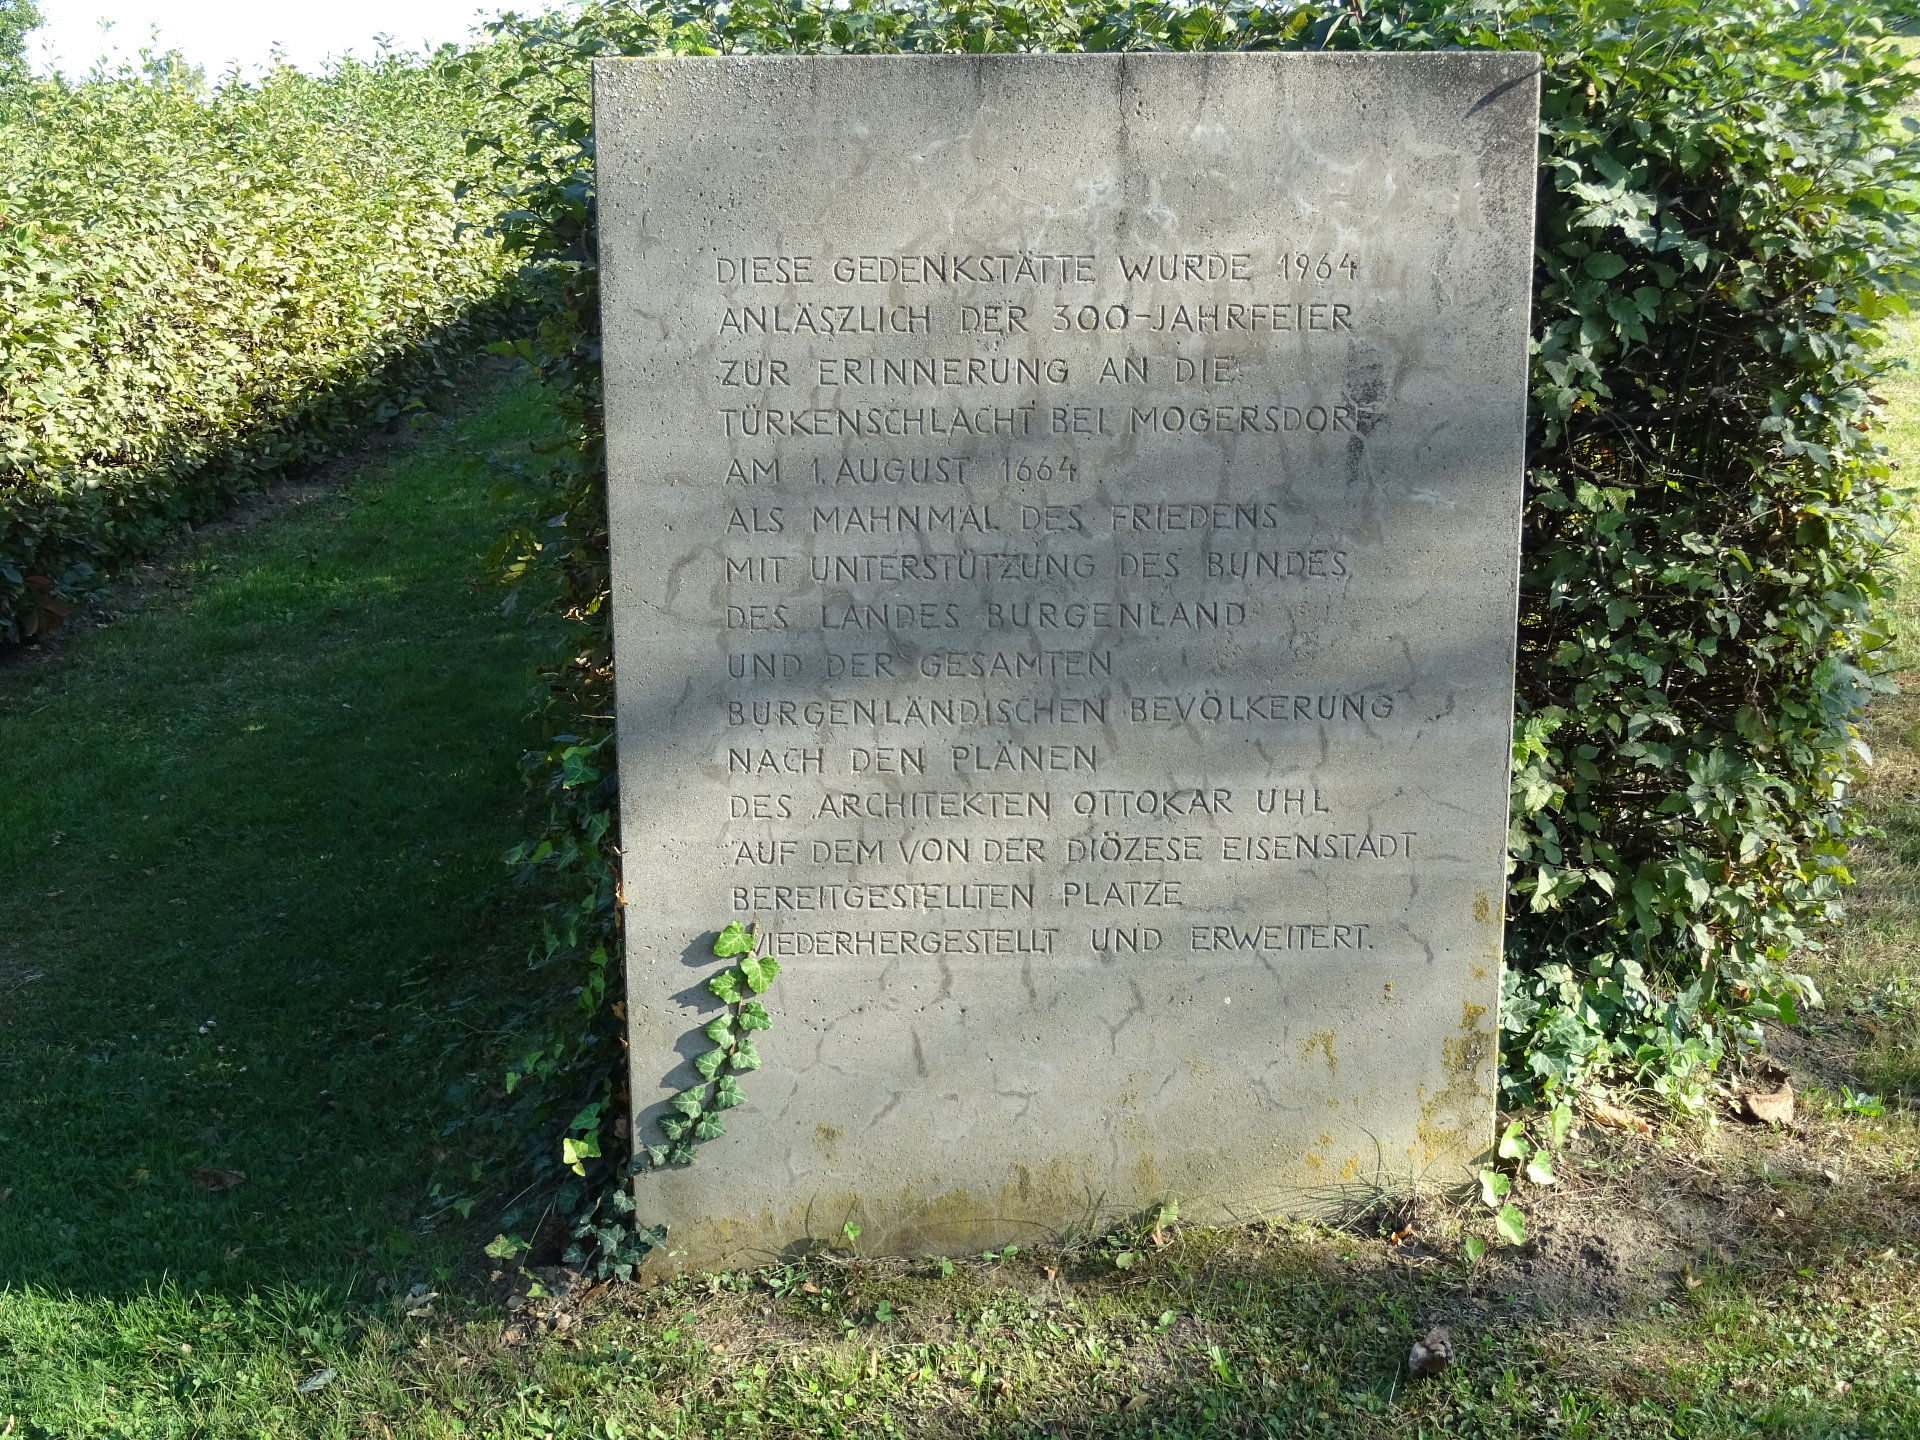 DIESE GEDENKSTÄTTE WURDE 1964
ANLÄSZLICH DER 300-JAHRFEIER
ZUR ERINNERUNG AN DIE
TÜRKENSCHLACHT BEI MOGERSDORF
AM 1. AUGUST 1664
ALS MAHNMAL DES FRIEDENS
MIT UNTERSTÜTZUNG DES BUNDES,
DES LANDES BURGENLAND
UND DER GESAMTEN
BURGENLÄNDISCHEN BEVÖLKERUNG
NACH DEN PLÄNEN
DES ARCHITEKTEN OTTOKAR UHL
AUF DEM VON DER DIÖZESE EISENSTADT
BEREITGESTELLTEN PLATZE
WIEDERHERGESTELLT UND ERWEITERT.